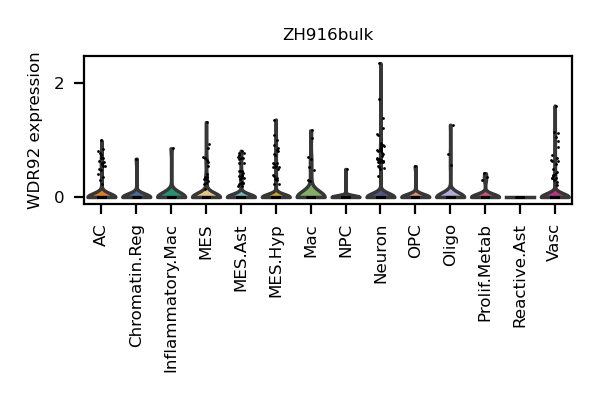 ZH916bulk
WDR92 expression
2
0
AC
Chromatin.Reg
Inflammatory.Mac
MES
MES.Ast
MES.Hyp
Mac
NPC
Neuron
OPC
Oligo
Prolif.Metab
Reactive.Ast
Vasc